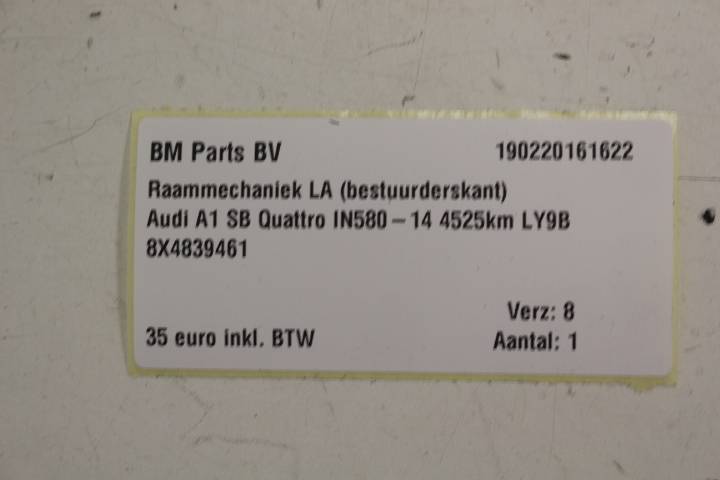 BM Parts BV 190220161622
Raammechaniek LA (bestuurderskant)
Audi A1 SB Quattro IN580-14 4525km LY9B
8X4839461
Verz: 8
35 euro inkl. BTW Aantal: 1